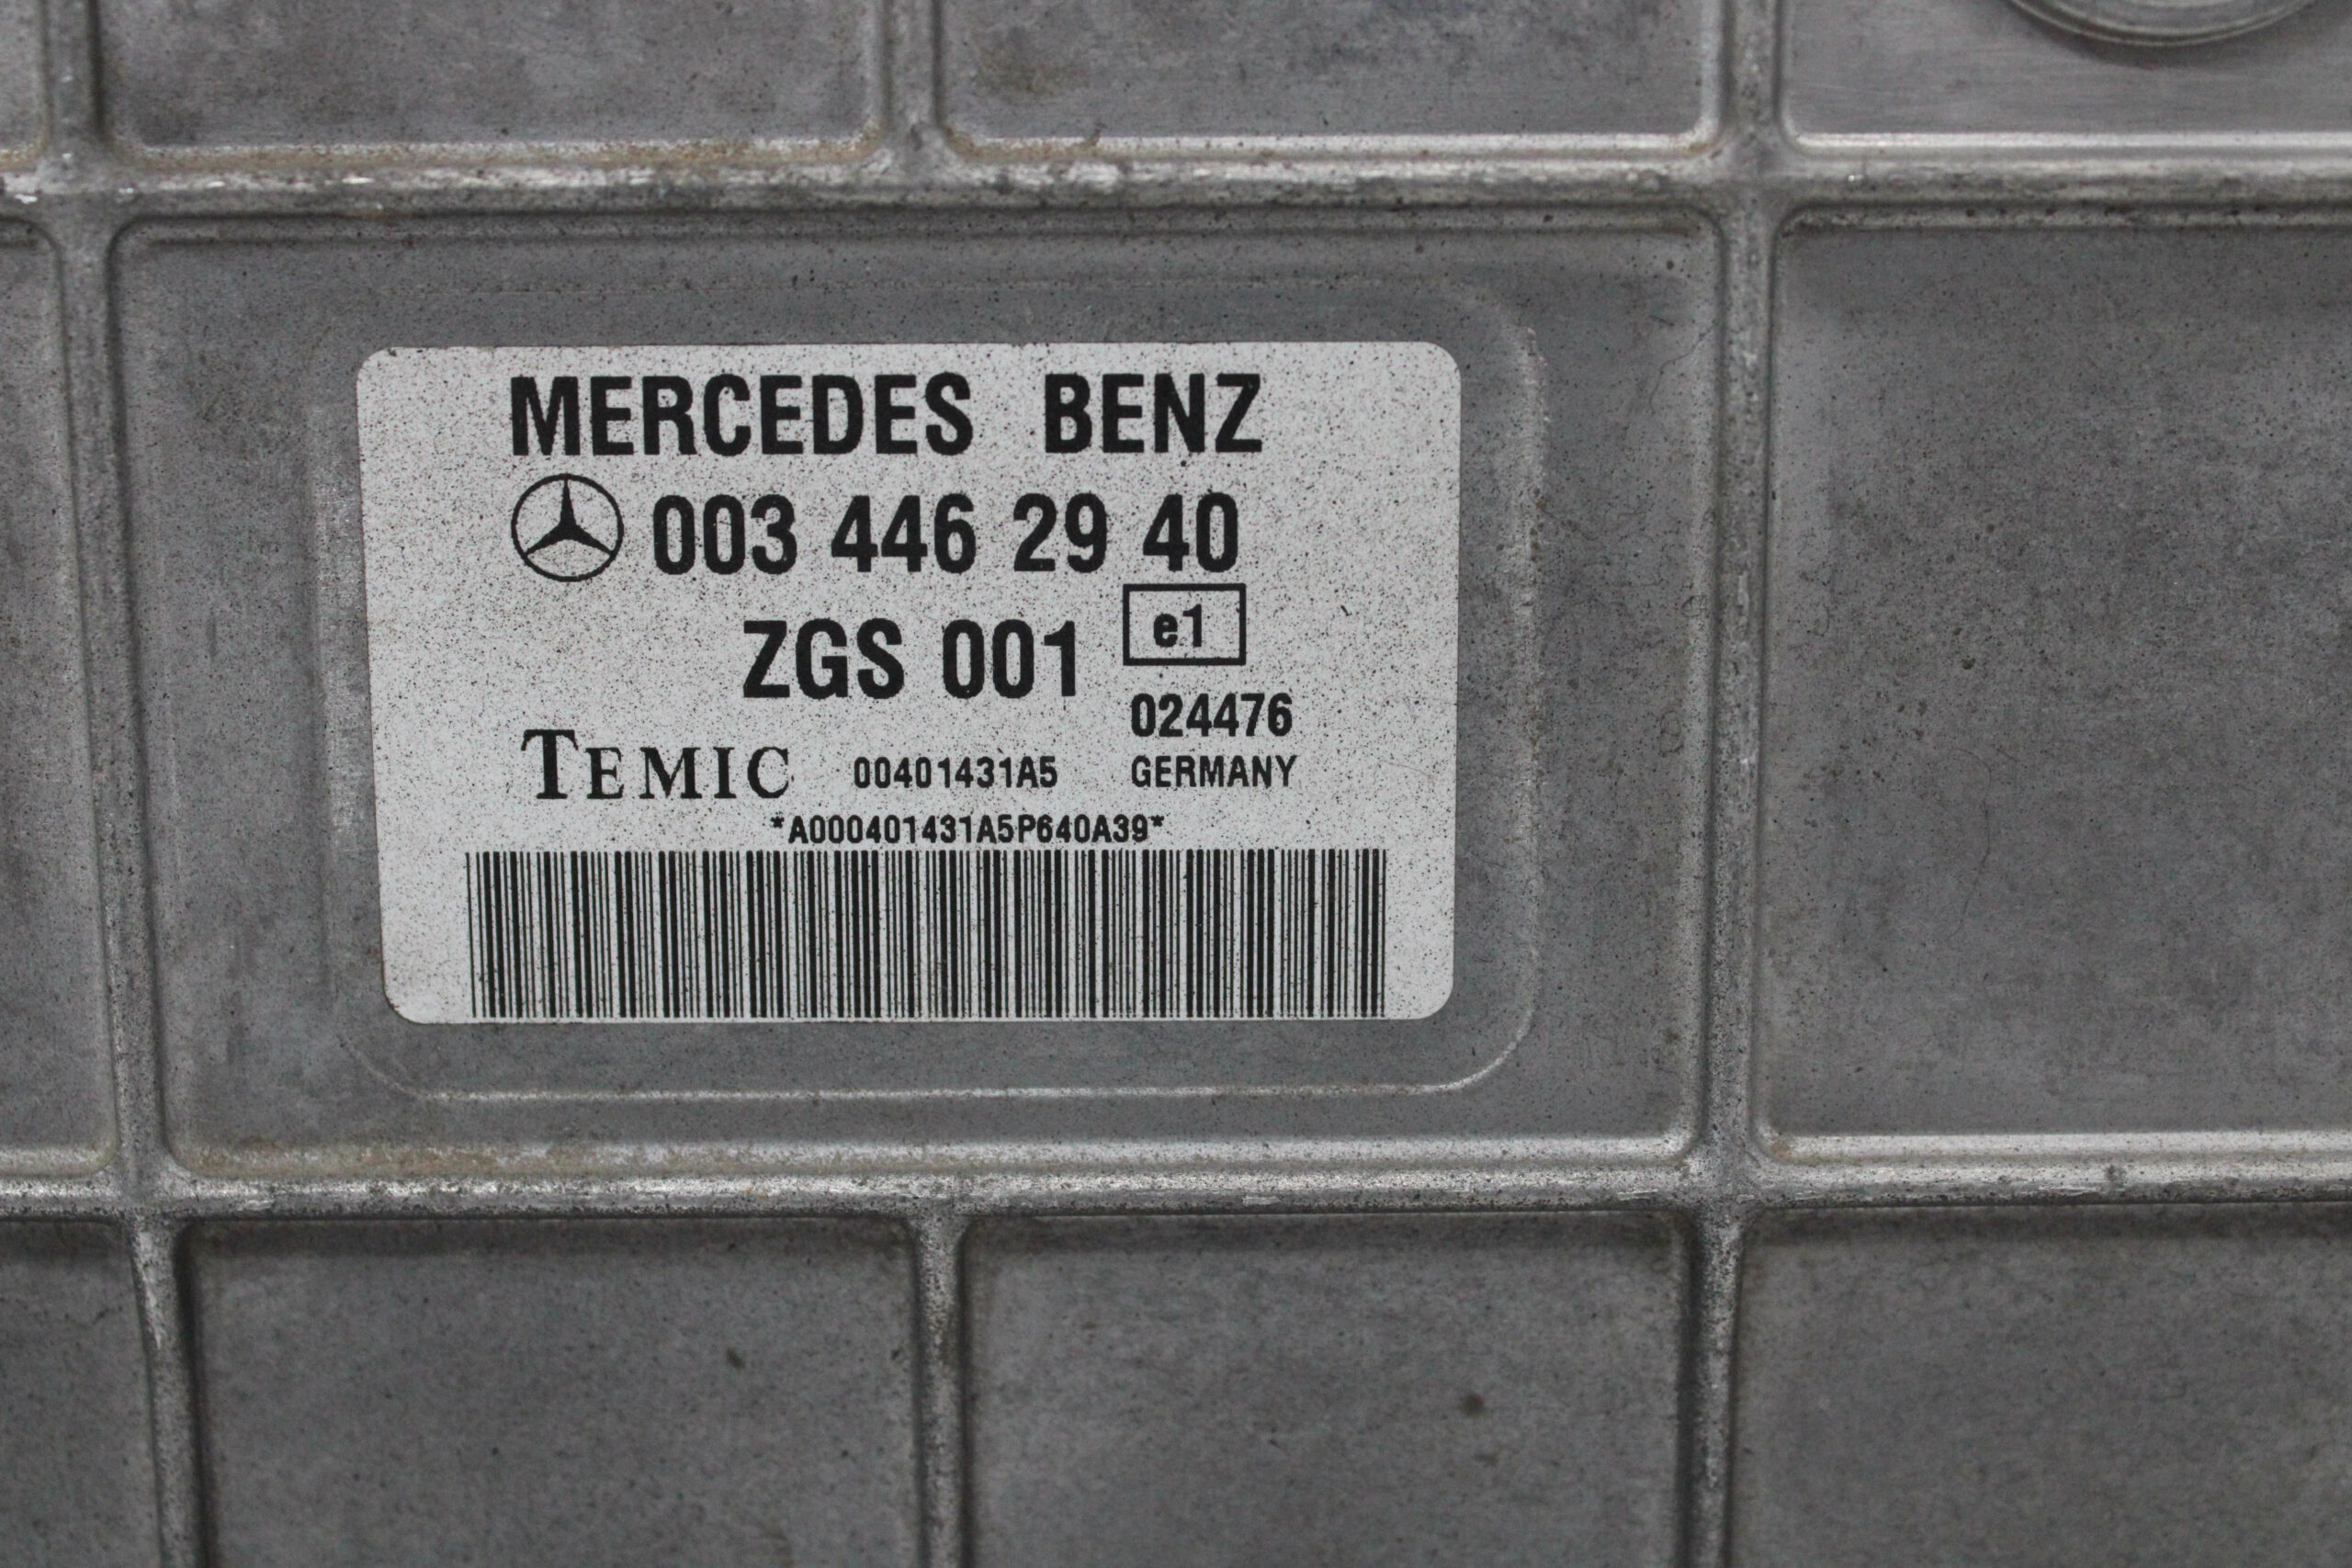 MERCEDES BENZ
003 446 29 40
ZGS 001 e1
024476
TEMIC 00401431A5 GERMANY
*A000401431A5P640A39*